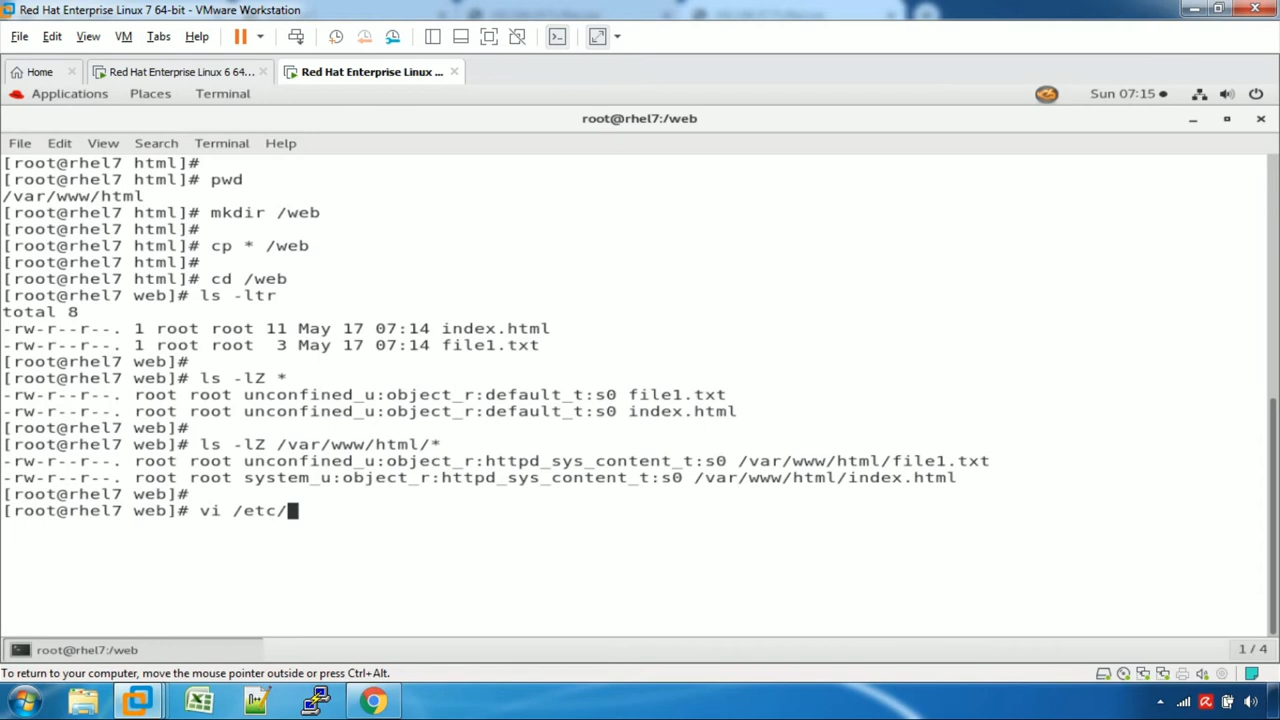 Red Hat Enterprise Linux 7 64-bit - VMware Workstation
File Edit View VM Tabs Help
Home Red Hat Enterprise Linux 6 64... Red Hat Enterprise Linux ...
Applications Places Terminal Sun 07:15
root@rhel7:/web
File Edit View Search Terminal Help
[root@rhel7 html]#
[root@rhel7 html]# pwd
/var/www/html
[root@rhel7 html]# mkdir /web
[root@rhel7 html]#
[root@rhel7 html]# cp * /web
[root@rhel7 html]#
[root@rhel7 html]# cd /web
[root@rhel7 web]# ls -ltr
total 8
-rw-r--r--. 1 root root 11 May 17 07:14 index.html
-rw-r--r--. 1 root root  3 May 17 07:14 file1.txt
[root@rhel7 web]#
[root@rhel7 web]# ls -lZ *
-rw-r--r--. root root unconfined_u:object_r:default_t:s0 file1.txt
-rw-r--r--. root root unconfined_u:object_r:default_t:s0 index.html
[root@rhel7 web]#
[root@rhel7 web]# ls -lZ /var/www/html/*
-rw-r--r--. root root unconfined_u:object_r:httpd_sys_content_t:s0 /var/www/html/file1.txt
-rw-r--r--. root root system_u:object_r:httpd_sys_content_t:s0 /var/www/html/index.html
[root@rhel7 web]#
[root@rhel7 web]# vi /etc/
root@rhel7:/web 1 / 4
To return to your computer, move the mouse pointer outside or press Ctrl+Alt.